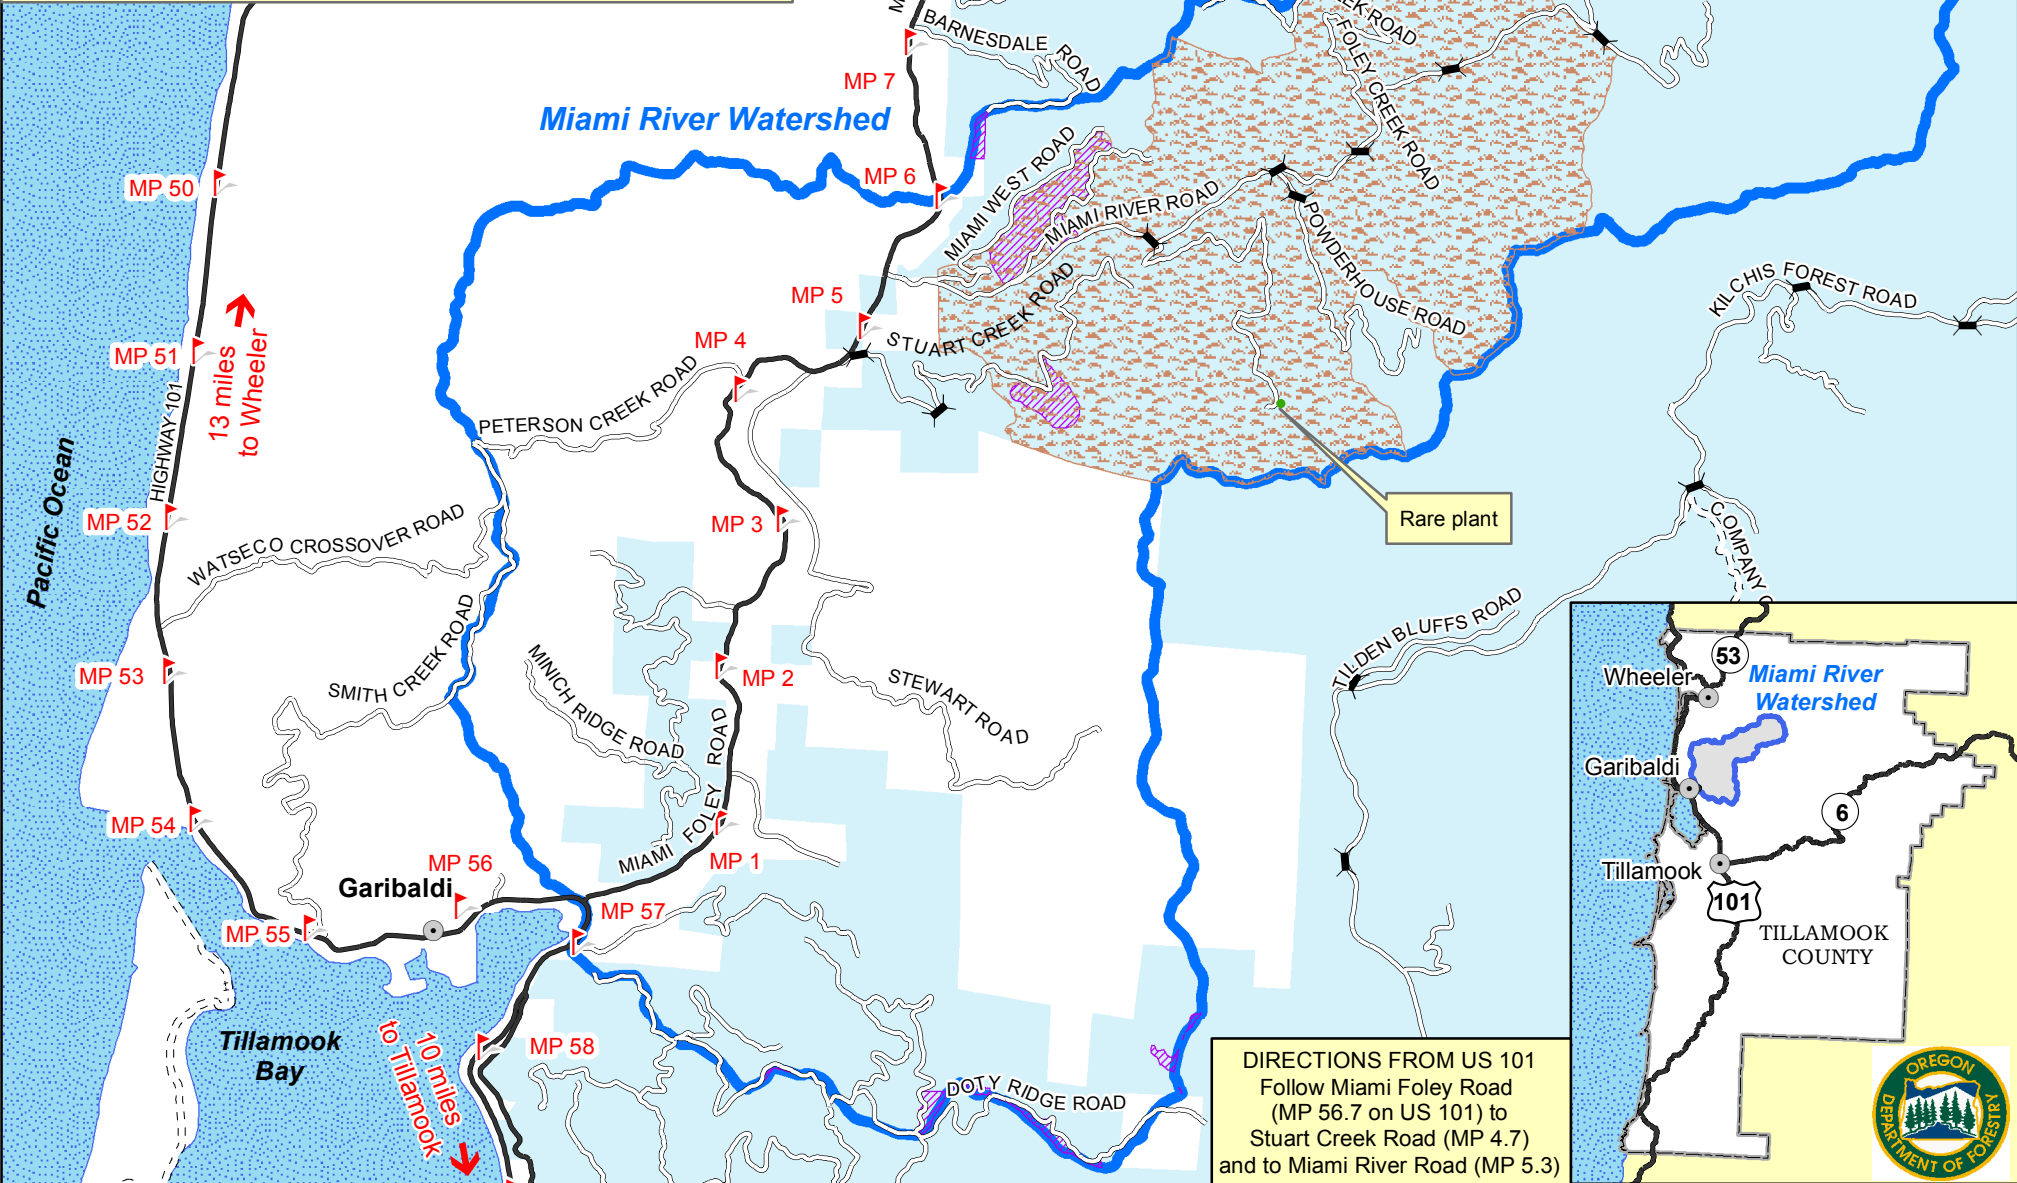 BARNESDALE ROAD
EK ROAD
FOLEY CREEK ROAD
MP 7
Miami River Watershed
MP 6
MP 50
MIAMI WEST ROAD
MIAMI RIVER ROAD
POWDERHOUSE ROAD
KILCHIS FOREST ROAD
MP 5
STUART CREEK ROAD
MP 4
MP 51
13 miles
to Wheeler
HIGHWAY 101
PETERSON CREEK ROAD
Pacific Ocean
MP 52
MP 3
Rare plant
WATSECO CROSSOVER ROAD
COMPANY C
SMITH CREEK ROAD
TILDEN BLUFFS ROAD
MP 53
MP 2
MINICH RIDGE ROAD
STEWART ROAD
MIAMI FOLEY ROAD
MP 54
MP 1
MP 56
Garibaldi
MP 57
MP 55
Tillamook
Bay
10 miles
to Tillamook
MP 58
DOTY RIDGE ROAD
DIRECTIONS FROM US 101
Follow Miami Foley Road
(MP 56.7 on US 101) to
Stuart Creek Road (MP 4.7)
and to Miami River Road (MP 5.3)
53
Wheeler
Miami River
Watershed
Garibaldi
6
Tillamook
101
TILLAMOOK
COUNTY
OREGON
DEPARTMENT OF FORESTRY